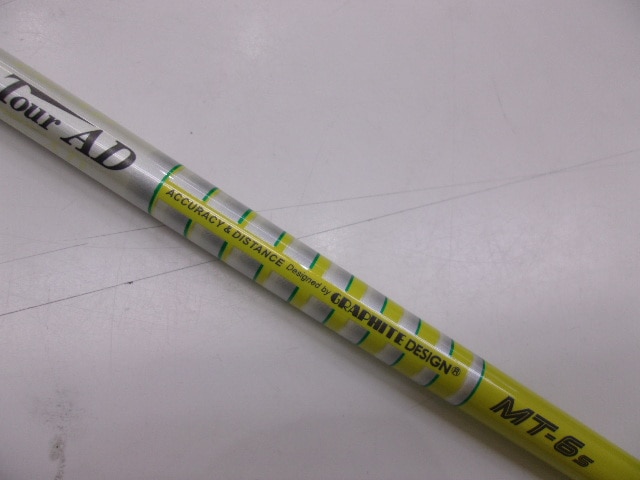 Tour AD
ACCURACY & DISTANCE Designed by GRAPHITE DESIGN®
MT-6s